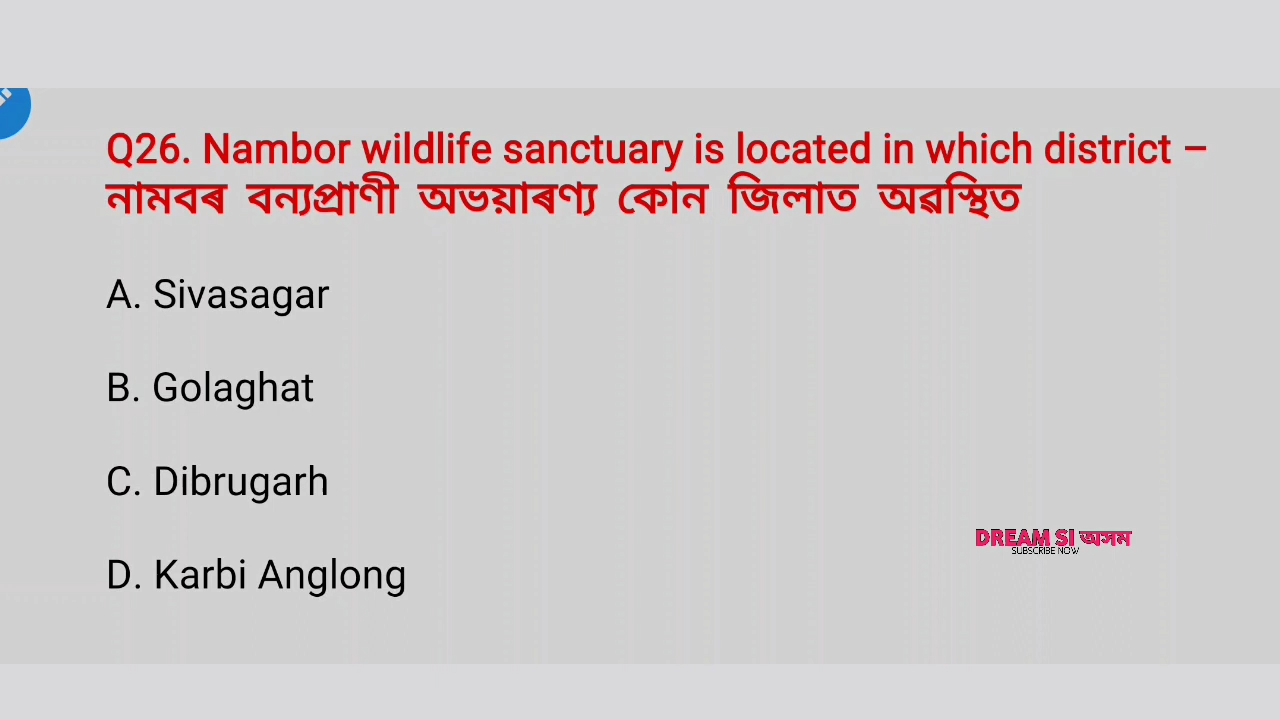 Q26. Nambor wildlife sanctuary is located in which district –
নামবৰ বন্যপ্ৰাণী অভয়াৰণ্য কোন জিলাত অৱস্থিত
A. Sivasagar
B. Golaghat
C. Dibrugarh
D. Karbi Anglong
DREAM SI অসম
SUBSCRIBE NOW